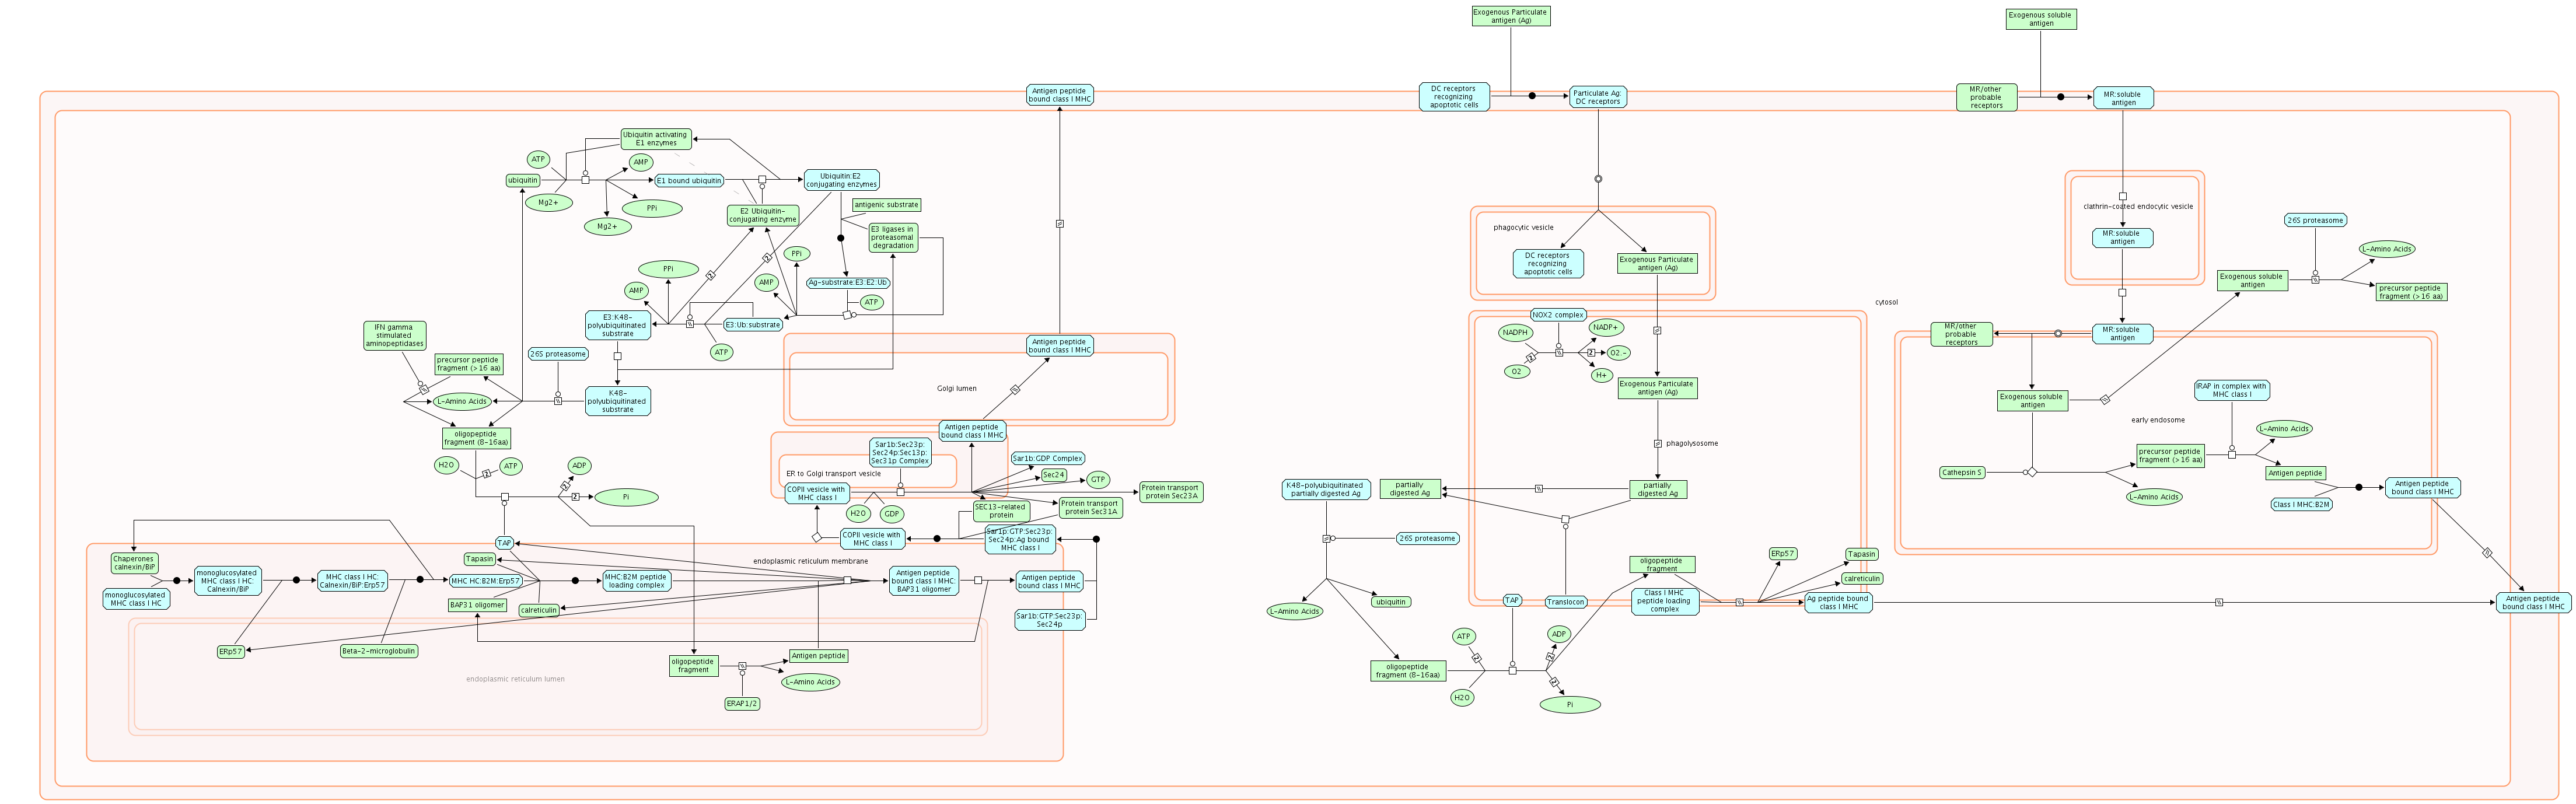 Exogenous Particulate
antigen (Ag)
Exogenous soluble
antigen
Antigen peptide
bound class I MHC
DC receptors
recognizing
apoptotic cells
Particulate Ag:
DC receptors
MR/other
probable
receptors
MR:soluble
antigen
Ubiquitin activating
E1 enzymes
ATP
AMP
ubiquitin
E1 bound ubiquitin
Ubiquitin:E2
conjugating enzymes
Mg2+
PPi
Mg2+
E2 Ubiquitin-
conjugating enzyme
antigenic substrate
E3 ligases in
proteasomal
degradation
PPi
PPi
AMP
AMP
Ag-substrate:E3:E2:Ub
ATP
E3:K48-
polyubiquitinated
substrate
E3:Ub:substrate
ATP
IFN gamma
stimulated
aminopeptidases
precursor peptide
fragment (>16 aa)
26S proteasome
L-Amino Acids
K48-
polyubiquitinated
substrate
oligopeptide
fragment (8-16aa)
H2O
ATP
2
ADP
2
2
Pi
Antigen peptide
bound class I MHC
Golgi lumen
Antigen peptide
bound class I MHC
Sar1b:Sec23p:
Sec24p:Sec13p:
Sec31p Complex
ER to Golgi transport vesicle
COPII vesicle with
MHC class I
H2O
GDP
Sar1b:GDP Complex
Sec24
GTP
Protein transport
protein Sec23A
SEC13-related
protein
Protein transport
protein Sec31A
COPII vesicle with
MHC class I
Sar1p:GTP:Sec23p:
Sec24p:Ag bound
MHC class I
TAP
endoplasmic reticulum membrane
Chaperones
calnexin/BiP
monoglucosylated
MHC class I HC
monoglucosylated
MHC class I HC:
Calnexin/BiP
MHC class I HC:
Calnexin/BiP:Erp57
Tapasin
MHC HC:B2M:Erp57
BAP31 oligomer
calreticulin
MHC:B2M peptide
loading complex
Antigen peptide
bound class I MHC:
BAP31 oligomer
Antigen peptide
bound class I MHC
Sar1b:GTP:Sec23p:
Sec24p
ERp57
Beta-2-microglobulin
endoplasmic reticulum lumen
oligopeptide
fragment
Antigen peptide
L-Amino Acids
ERAP1/2
phagocytic vesicle
DC receptors
recognizing
apoptotic cells
Exogenous Particulate
antigen (Ag)
NOX2 complex
NADPH
NADP+
O2
2
2
O2.-
H+
Exogenous Particulate
antigen (Ag)
phagolysosome
partially
digested Ag
partially
digested Ag
K48-polyubiquitinated
partially digested Ag
26S proteasome
L-Amino Acids
ubiquitin
oligopeptide
fragment (8-16aa)
TAP
Translocon
oligopeptide
fragment
Class I MHC
peptide loading
complex
ERp57
Tapasin
calreticulin
Ag peptide bound
class I MHC
ATP
2
H2O
ADP
2
2
Pi
cytosol
clathrin-coated endocytic vesicle
MR:soluble
antigen
26S proteasome
L-Amino Acids
Exogenous soluble
antigen
precursor peptide
fragment (>16 aa)
MR/other
probable
receptors
MR:soluble
antigen
Exogenous soluble
antigen
IRAP in complex with
MHC class I
early endosome
L-Amino Acids
precursor peptide
fragment (>16 aa)
Cathepsin S
Antigen peptide
L-Amino Acids
Class I MHC:B2M
Antigen peptide
bound class I MHC
Antigen peptide
bound class I MHC